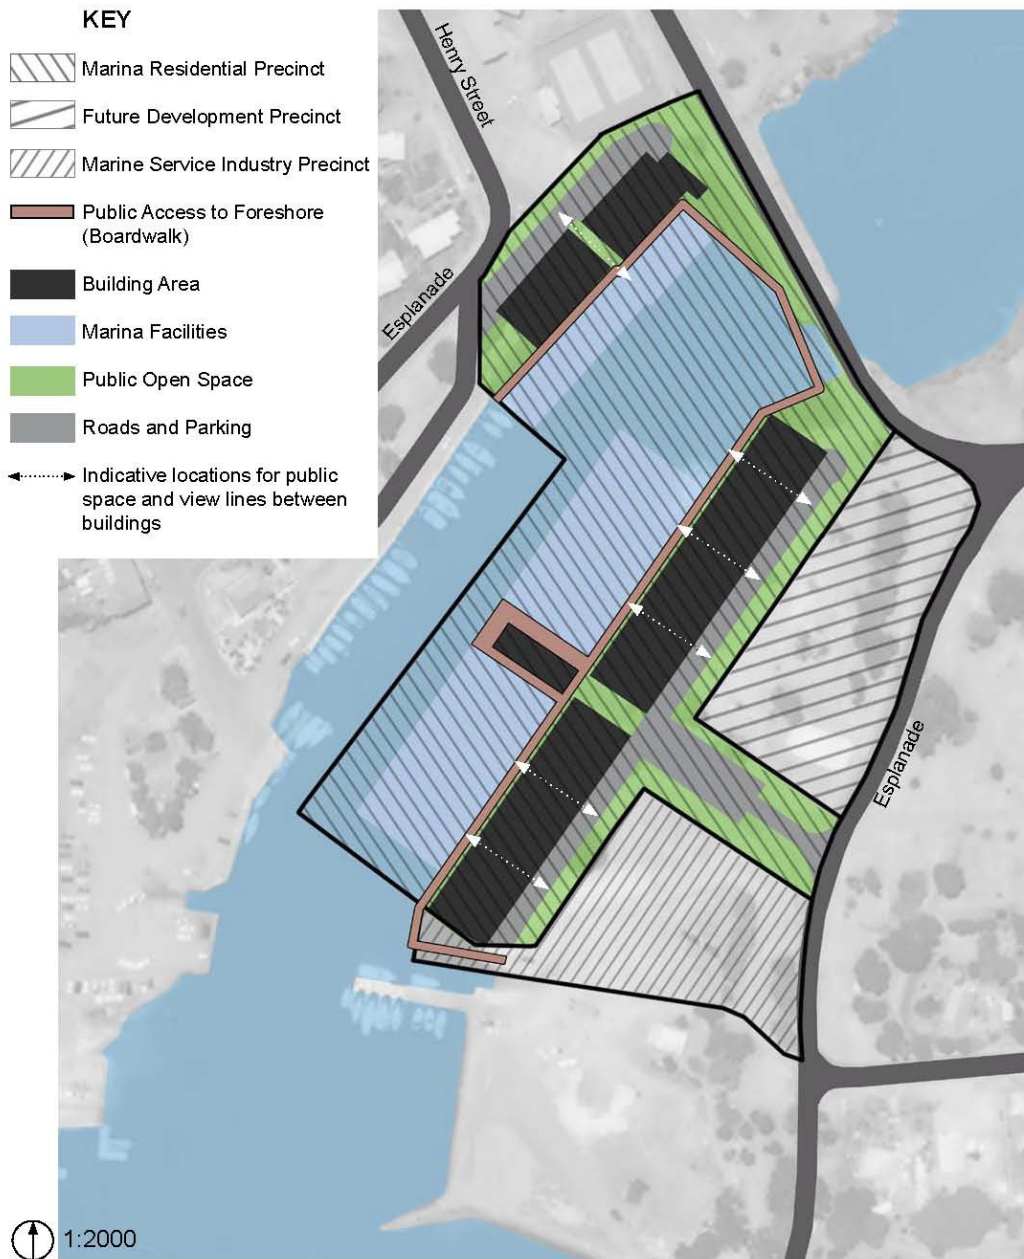 KEY
Marina Residential Precinct
Future Development Precinct
Marine Service Industry Precinct
Public Access to Foreshore
(Boardwalk)
Building Area
Marina Facilities
Public Open Space
Roads and Parking
Indicative locations for public
space and view lines between
buildings
Henry Street
Esplanade
Esplanade
1:2000